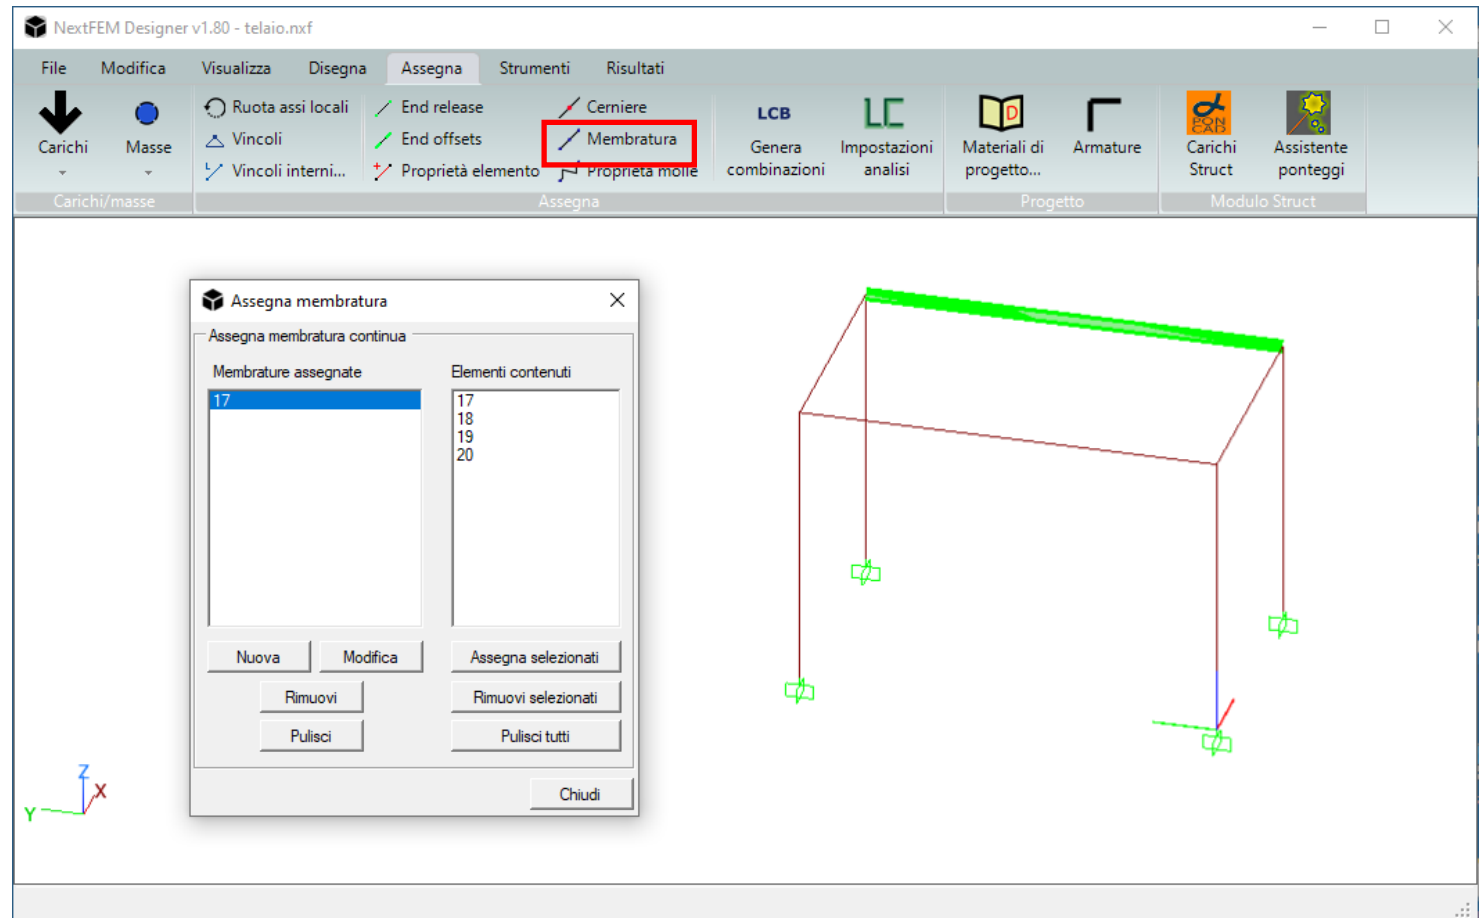 NextFEM Designer v1.80 - telaio.nxf
File Modifica Visualizza Disegna Assegna Strumenti Risultati
Carichi
Masse
Carichi/masse
Ruota assi locali
Vincoli
Vincoli interni...
End release
End offsets
Proprietà elemento
Cerniere
Membratura
Proprietà molle
LCB
Genera
combinazioni
LC
Impostazioni
analisi
Assegna
D
Materiali di
progetto...
Armature
Progetto
PON
CAD
Carichi
Struct
Assistente
ponteggi
Modulo Struct
Assegna membratura
Assegna membratura continua
Membrature assegnate
17
Elementi contenuti
17
18
19
20
Nuova Modifica
Rimuovi
Pulisci
Assegna selezionati
Rimuovi selezionati
Pulisci tutti
Chiudi
Z
X
Y